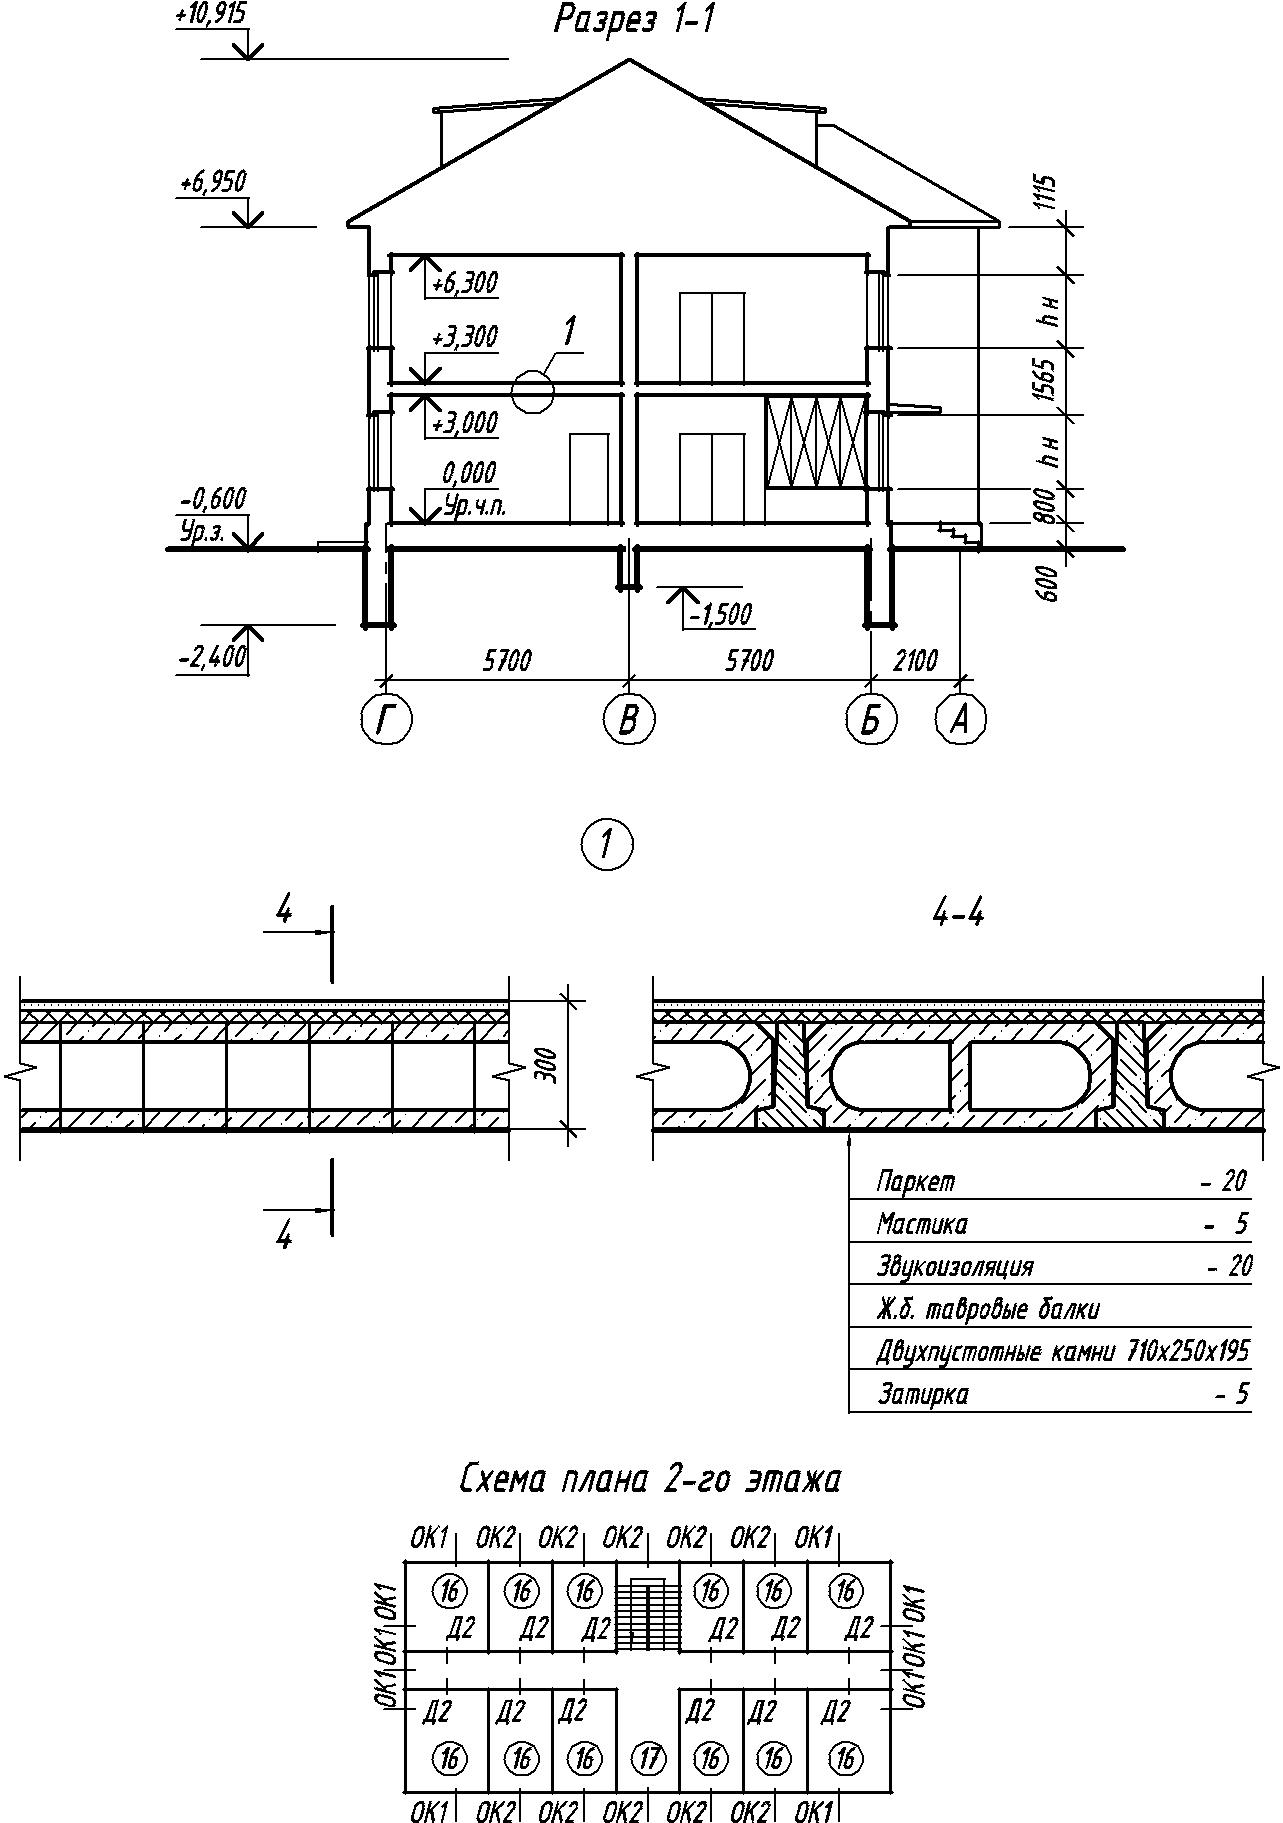 +10,915
Разрез 1-1
+6,950
1115
+6,300
hн
+3,300
1
1565
+3,000
hн
0,000
Ур.ч.п.
800
-0,600
Ур.з.
600
-1,500
-2,400
5700
5700
2100
Г
В
Б
А
1
4
4-4
300
4
Паркет - 20
Мастика - 5
Звукоизоляция - 20
Ж.б. тавровые балки
Двухпустотные камни 710х250х195
Затирка - 5
Схема плана 2-го этажа
ОК1 ОК2 ОК2 ОК2 ОК2 ОК2 ОК1
ОК1 16 16 16 16 16 16 ОК1
Д2 Д2 Д2 Д2 Д2 Д2
ОК1 ОК1
ОК1 ОК1
Д2 Д2 Д2 Д2 Д2 Д2
16 16 16 17 16 16 16
ОК1 ОК2 ОК2 ОК2 ОК2 ОК2 ОК1